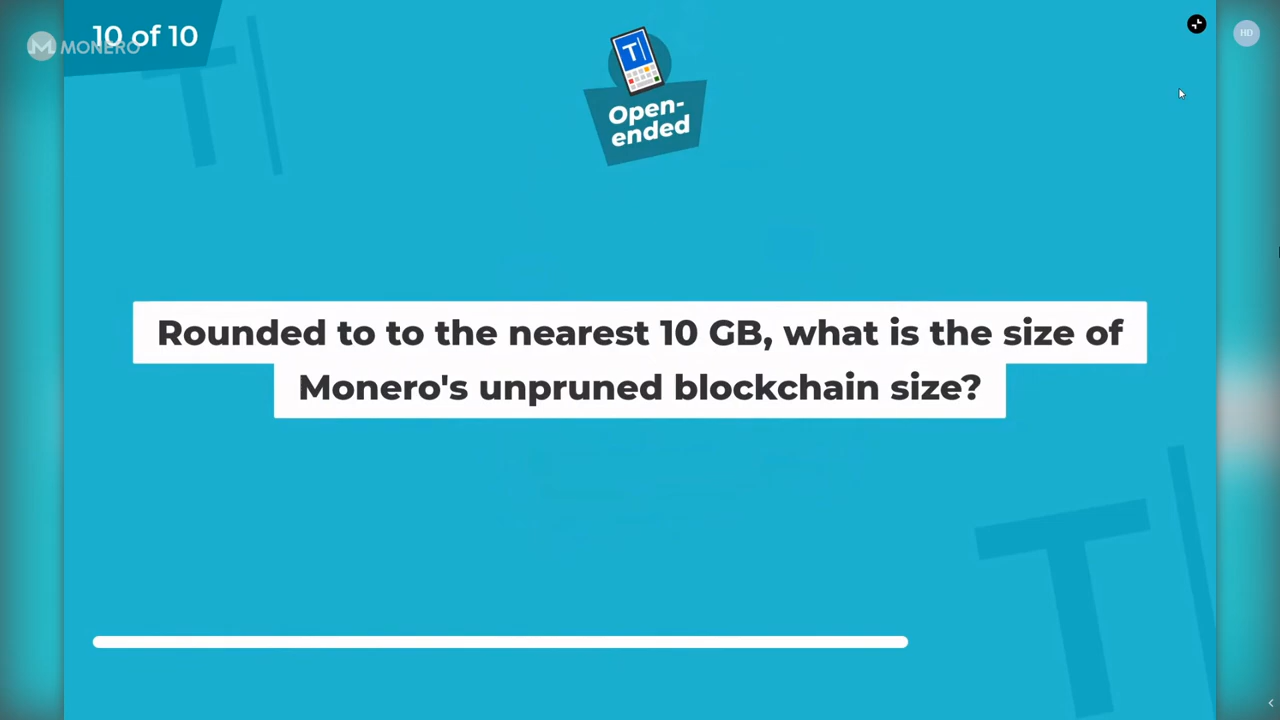 10 of 10
MONERO
HD
T|
Open-
ended
Rounded to to the nearest 10 GB, what is the size of
Monero's unpruned blockchain size?